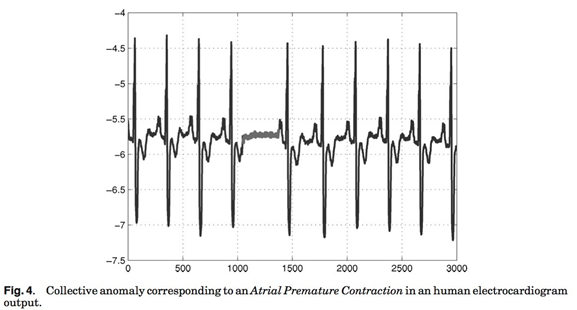 −4
−4.5
−5
−5.5
−6
−6.5
−7
−7.5
0 500 1000 1500 2000 2500 3000
Fig. 4. Collective anomaly corresponding to an Atrial Premature Contraction in an human electrocardiogram
output.